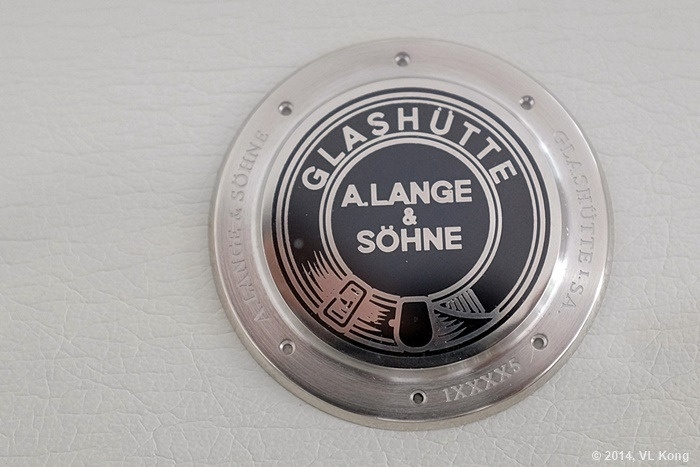 GLASHÜTTE
A. LANGE
&
SÖHNE
A. LANGE & SÖHNE
GLASHÜTTE I.SA.
1XXXX5
© 2014, VL Kong